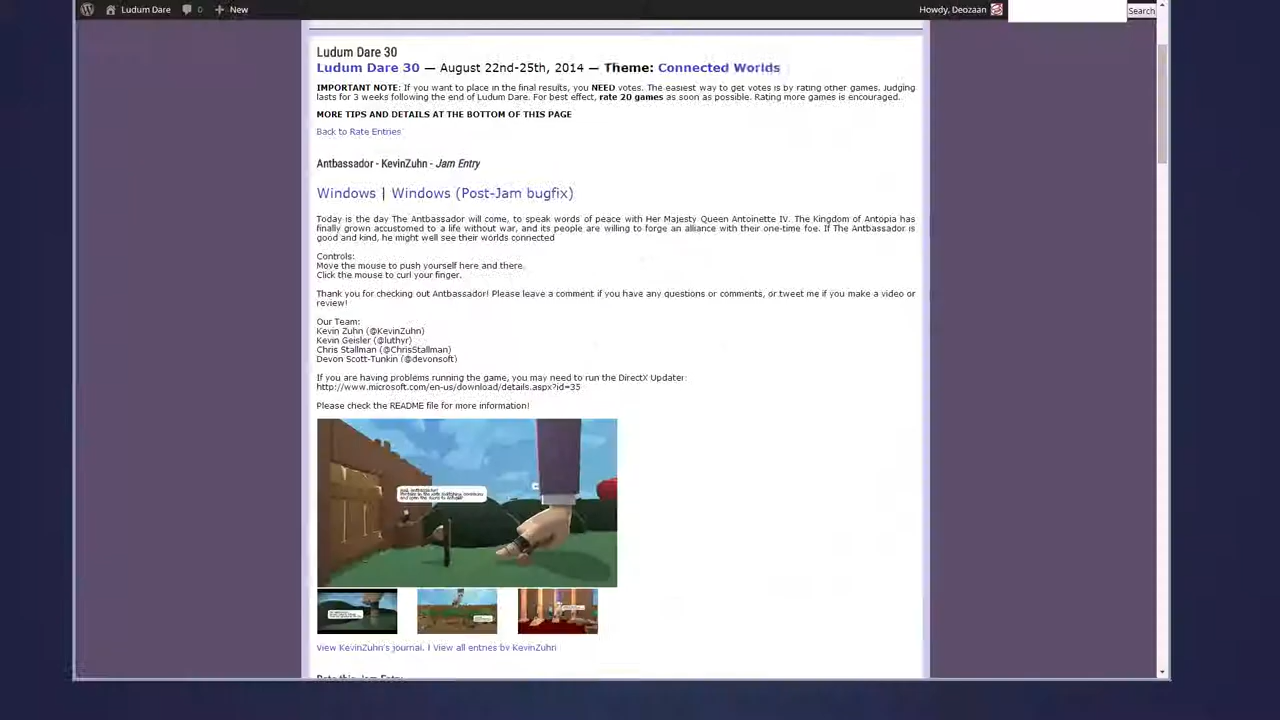 Ludum Dare
0
New
Howdy, Deozaan
Search
Ludum Dare 30
Ludum Dare 30 — August 22nd-25th, 2014 — Theme: Connected Worlds
IMPORTANT NOTE: If you want to place in the final results, you NEED votes. The easiest way to get votes is by rating other games. Judging
lasts for 3 weeks following the end of Ludum Dare. For best effect, rate 20 games as soon as possible. Rating more games is encouraged.
MORE TIPS AND DETAILS AT THE BOTTOM OF THIS PAGE
Back to Rate Entries
Antbassador - KevinZuhn - Jam Entry
Windows | Windows (Post-Jam bugfix)
Today is the day The Antbassador will come, to speak words of peace with Her Majesty Queen Antoinette IV. The Kingdom of Antopia has
finally grown accustomed to a life without war, and its people are willing to forge an alliance with their one-time foe. If The Antbassador is
good and kind, he might well see their worlds connected
Controls:
Move the mouse to push yourself here and there.
Click the mouse to curl your finger.
Thank you for checking out Antbassador! Please leave a comment if you have any questions or comments, or tweet me if you make a video or
review!
Our Team:
Kevin Zuhn (@KevinZuhn)
Kevin Geisler (@luthyr)
Chris Stallman (@ChrisStallman)
Devon Scott-Tunkin (@devonsoft)
If you are having problems running the game, you may need to run the DirectX Updater:
http://www.microsoft.com/en-us/download/details.aspx?id=35
Please check the README file for more information!
View KevinZuhn's journal. | View all entries by KevinZuhn
Rate this Jam Entry